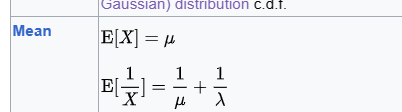 Gaussian) distribution c.d.f.
Mean
E[X] = μ
E[1/X] = 1/μ + 1/λ